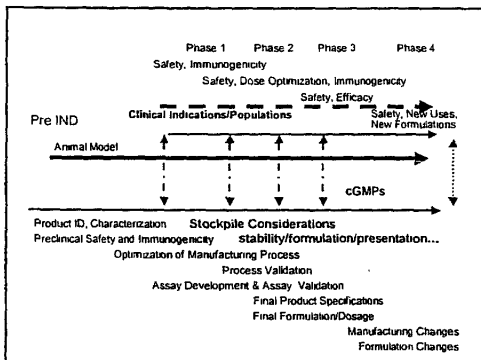 Phase 1 Phase 2 Phase 3 Phase 4
Safety, Immunogenicity
Safety, Dose Optimization, Immunogenicity
Safety, Efficacy
Clinical Indications/Populations
Safety, New Uses,
New Formulations
Pre IND
Animal Model
cGMPs
Product ID, Characterization Stockpile Considerations
Preclinical Safety and Immunogenicity stability/formulation/presentation...
Optimization of Manufacturing Process
Process Validation
Assay Development & Assay Validation
Final Product Specifications
Final Formulation/Dosage
Manufacturing Changes
Formulation Changes